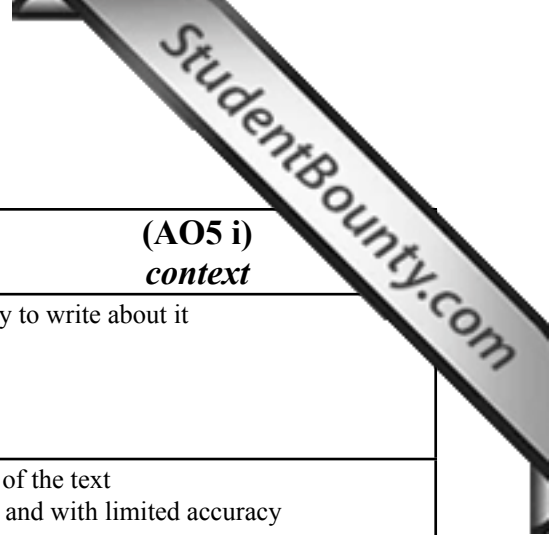 StudentBounty.com
(AO5 i)
context
y to write about it
of the text
and with limited accuracy